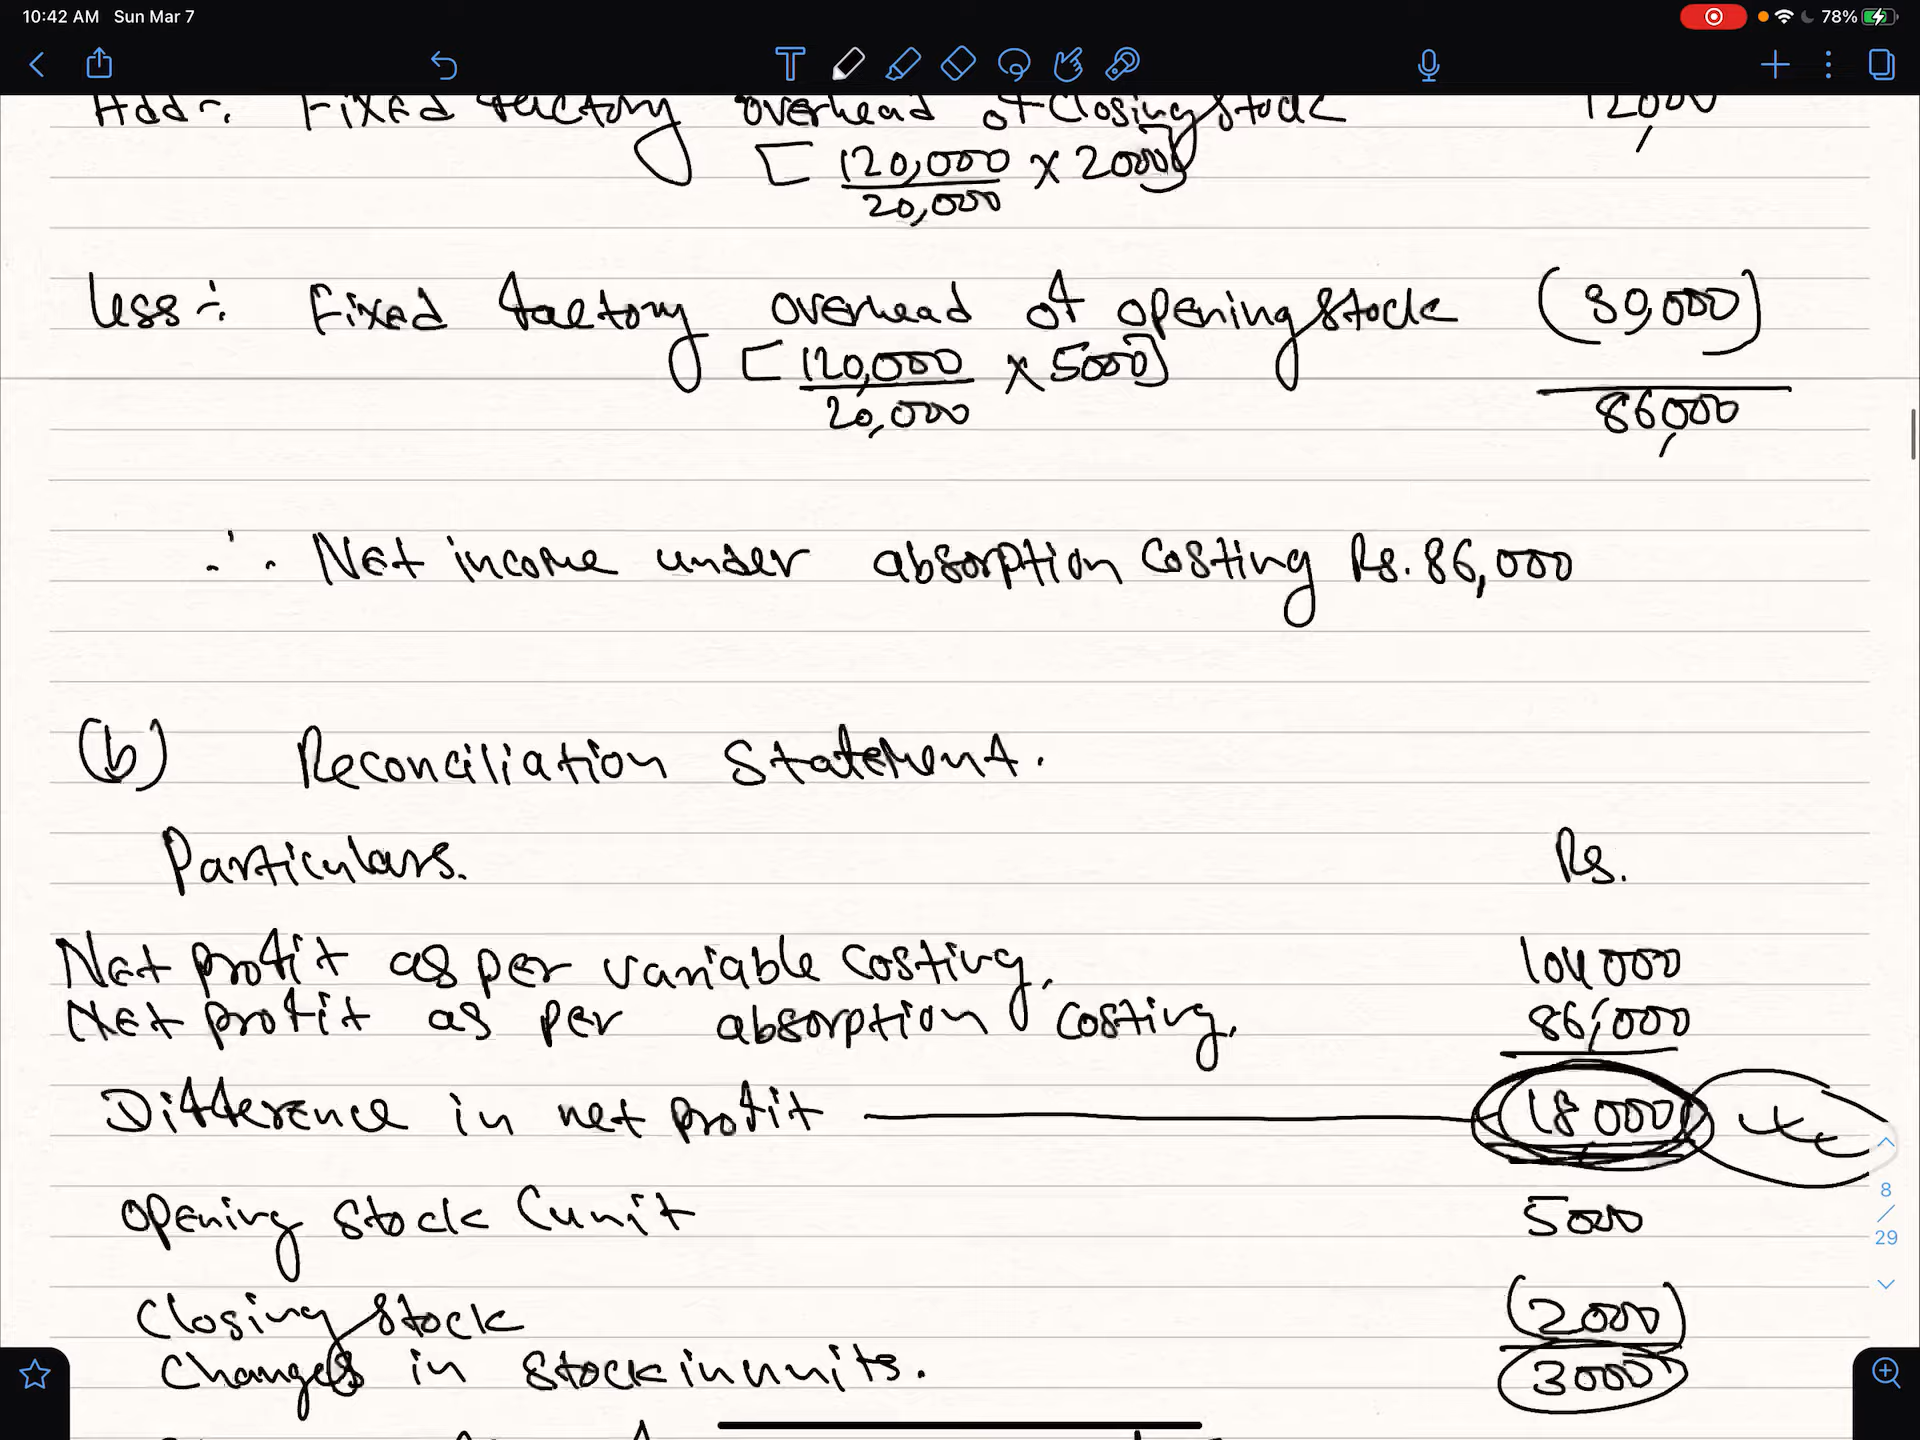 10:42 AM Sun Mar 7
78%
Add:- Fixed factory overhead of closing stock 12,000
[120,000/20,000 × 2000]
Less:- Fixed factory overhead of opening stock (30,000)
[120,000/20,000 × 5000]
86,000
∴ Net income under absorption costing Rs. 86,000
(b) Reconciliation Statement.
Particulars. Rs.
Net profit as per variable costing. 104000
Net profit as per absorption costing. 86,000
Difference in net profit 18,000
8/29
opening stock (unit 5000
closing stock (2000)
Changes in stock in units. 3000